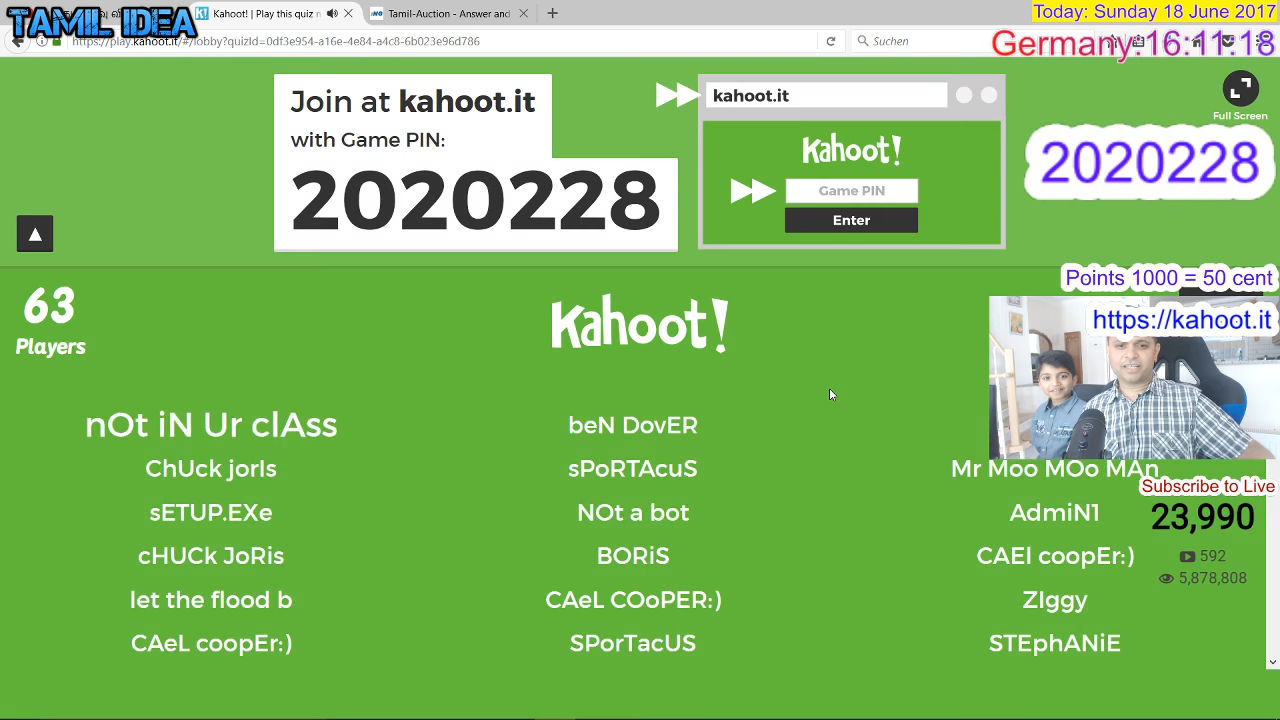 TAMIL IDEA
Kahoot! | Play this quiz n
Tamil-Auction - Answer and
Today: Sunday 18 June 2017
https://play.kahoot.it/#/lobby?quizId=0df3e954-a16e-4e84-a4c8-6b023e96d786
Suchen
Germany:16:11:18
Join at kahoot.it
with Game PIN:
2020228
kahoot.it
Kahoot!
Game PIN
Enter
Full Screen
2020228
Points 1000 = 50 cent
https://kahoot.it
63
Players
Kahoot!
nOt iN Ur clAss
beN DovER
ChUck jorIs
sPoRTAcuS
Mr Moo MOo MAn
Subscribe to Live
23,990
sETUP.EXe
NOt a bot
AdmiN1
cHUCk JoRis
BORiS
CAEl coopEr:)
592
5,878,808
let the flood b
CAeL COoPER:)
ZIggy
CAeL coopEr:)
SPorTacUS
STEphANiE